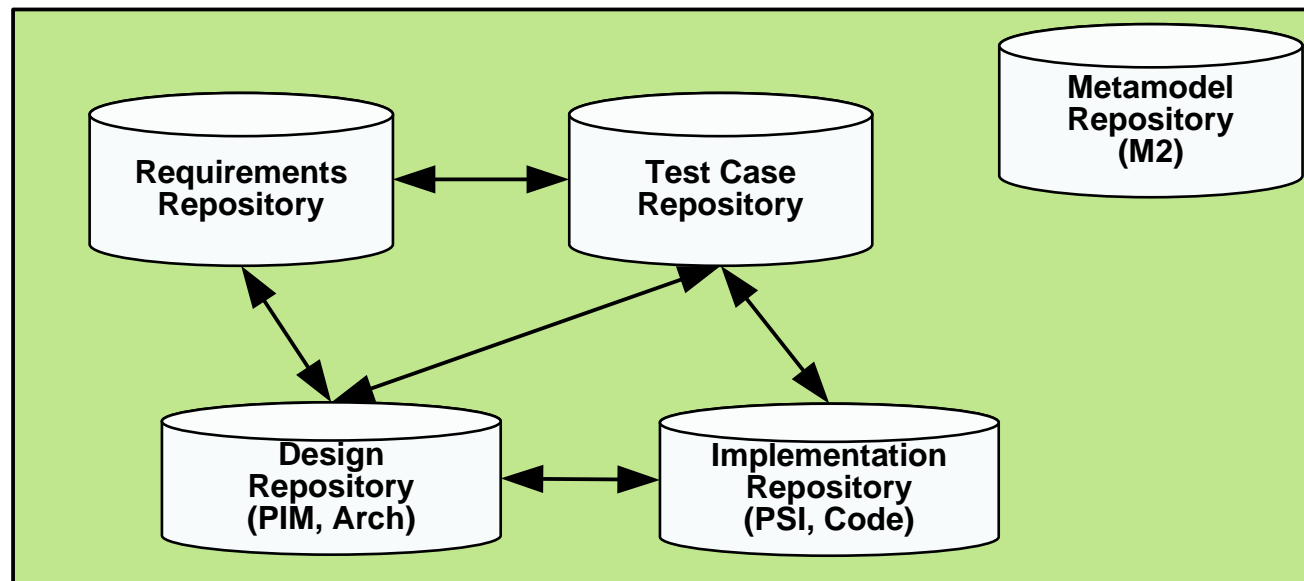 Metamodel
Repository
(M2)
Requirements
Repository
Test Case
Repository
Design
Repository
(PIM, Arch)
Implementation
Repository
(PSI, Code)